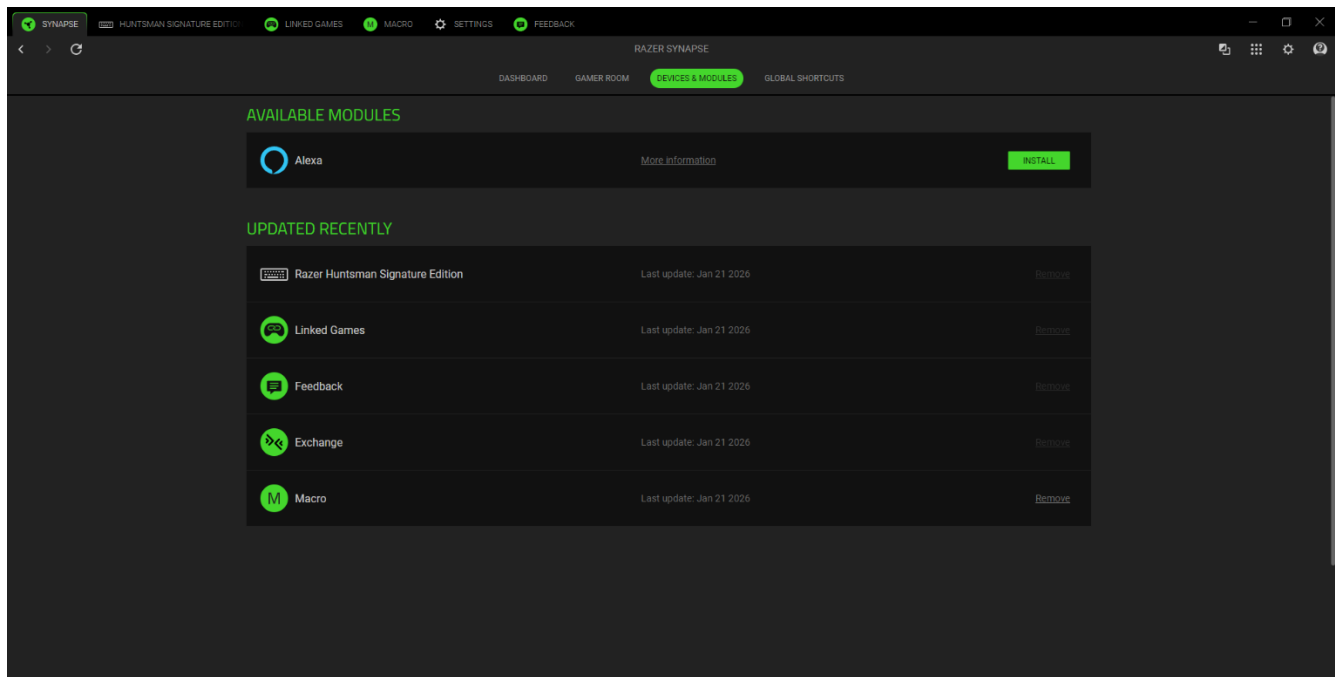 SYNAPSE HUNTSMAN SIGNATURE EDITIO LINKED GAMES M MACRO SETTINGS FEEDBACK
RAZER SYNAPSE
DASHBOARD GAMER ROOM DEVICES & MODULES GLOBAL SHORTCUTS
AVAILABLE MODULES
Alexa More information INSTALL
UPDATED RECENTLY
Razer Huntsman Signature Edition Last update: Jan 21 2026 Remove
Linked Games Last update: Jan 21 2026 Remove
Feedback Last update: Jan 21 2026 Remove
Exchange Last update: Jan 21 2026 Remove
M Macro Last update: Jan 21 2026 Remove